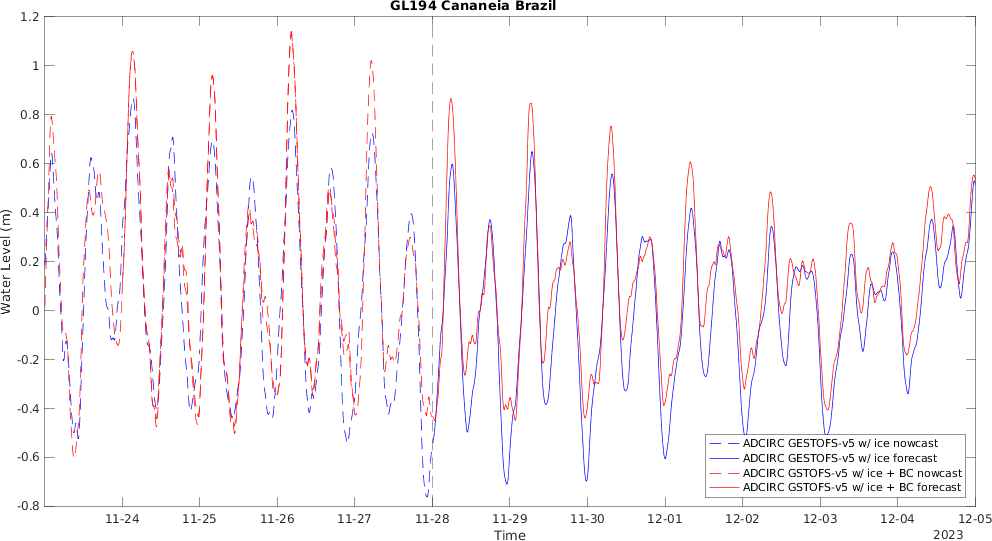 GL194 Cananeia Brazil
1.2
1
0.8
0.6
0.4
0.2
0
-0.2
-0.4
-0.6
-0.8
Water Level (m)
11-24 11-25 11-26 11-27 11-28 11-29 11-30 12-01 12-02 12-03 12-04 12-05
Time
2023
ADCIRC GESTOFS-v5 w/ ice nowcast
ADCIRC GESTOFS-v5 w/ ice forecast
ADCIRC GSTOFS-v5 w/ ice + BC nowcast
ADCIRC GSTOFS-v5 w/ ice + BC forecast